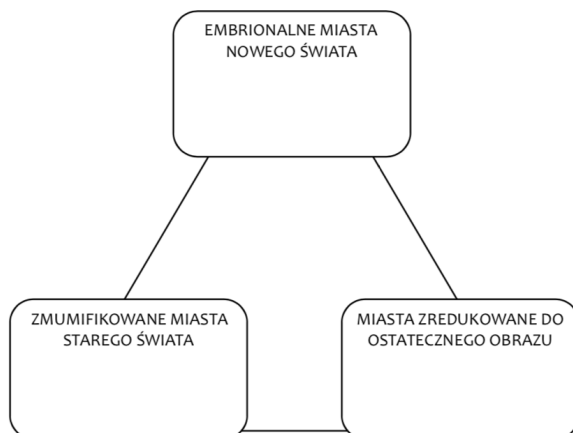 EMBRIONALNE MIASTA
NOWEGO ŚWIATA
ZMUMIFIKOWANE MIASTA
STAREGO ŚWIATA
MIASTA ZREDUKOWANE DO
OSTATECZNEGO OBRAZU